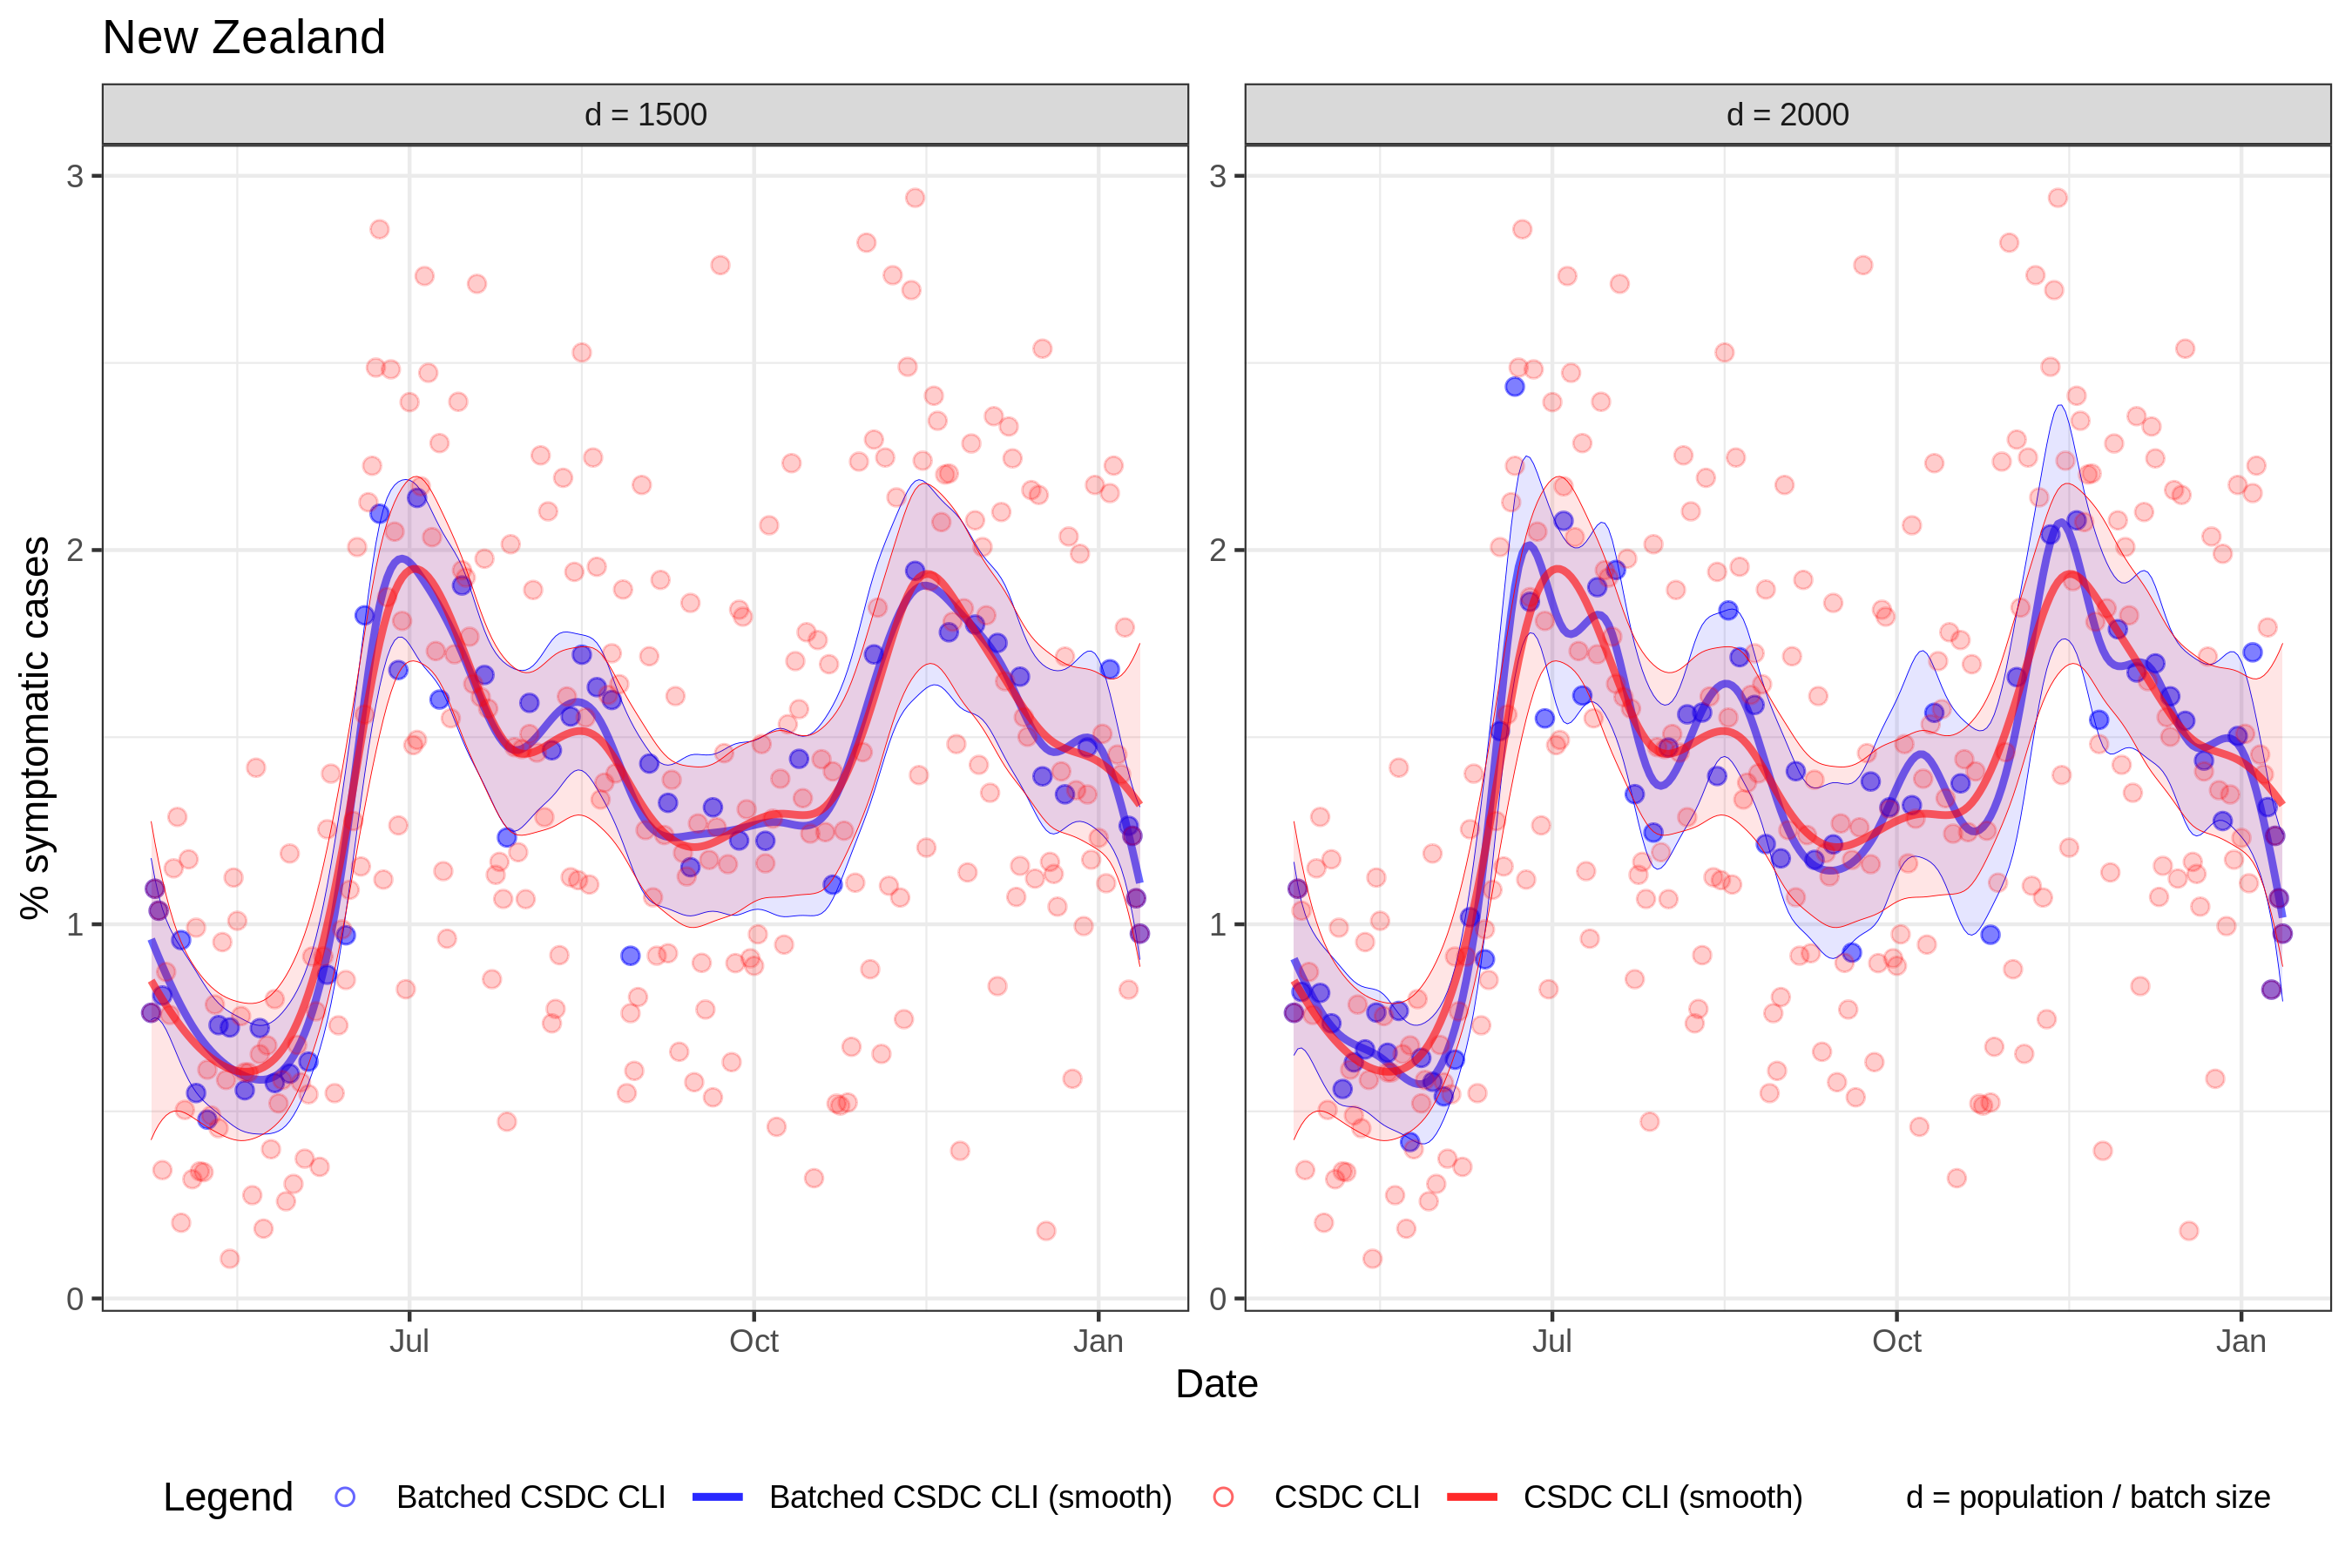 New Zealand
d = 1500
d = 2000
% symptomatic cases
3
2
1
0
3
2
1
0
Jul
Oct
Jan
Jul
Oct
Jan
Date
Legend
Batched CSDC CLI
Batched CSDC CLI (smooth)
CSDC CLI
CSDC CLI (smooth)
d = population / batch size